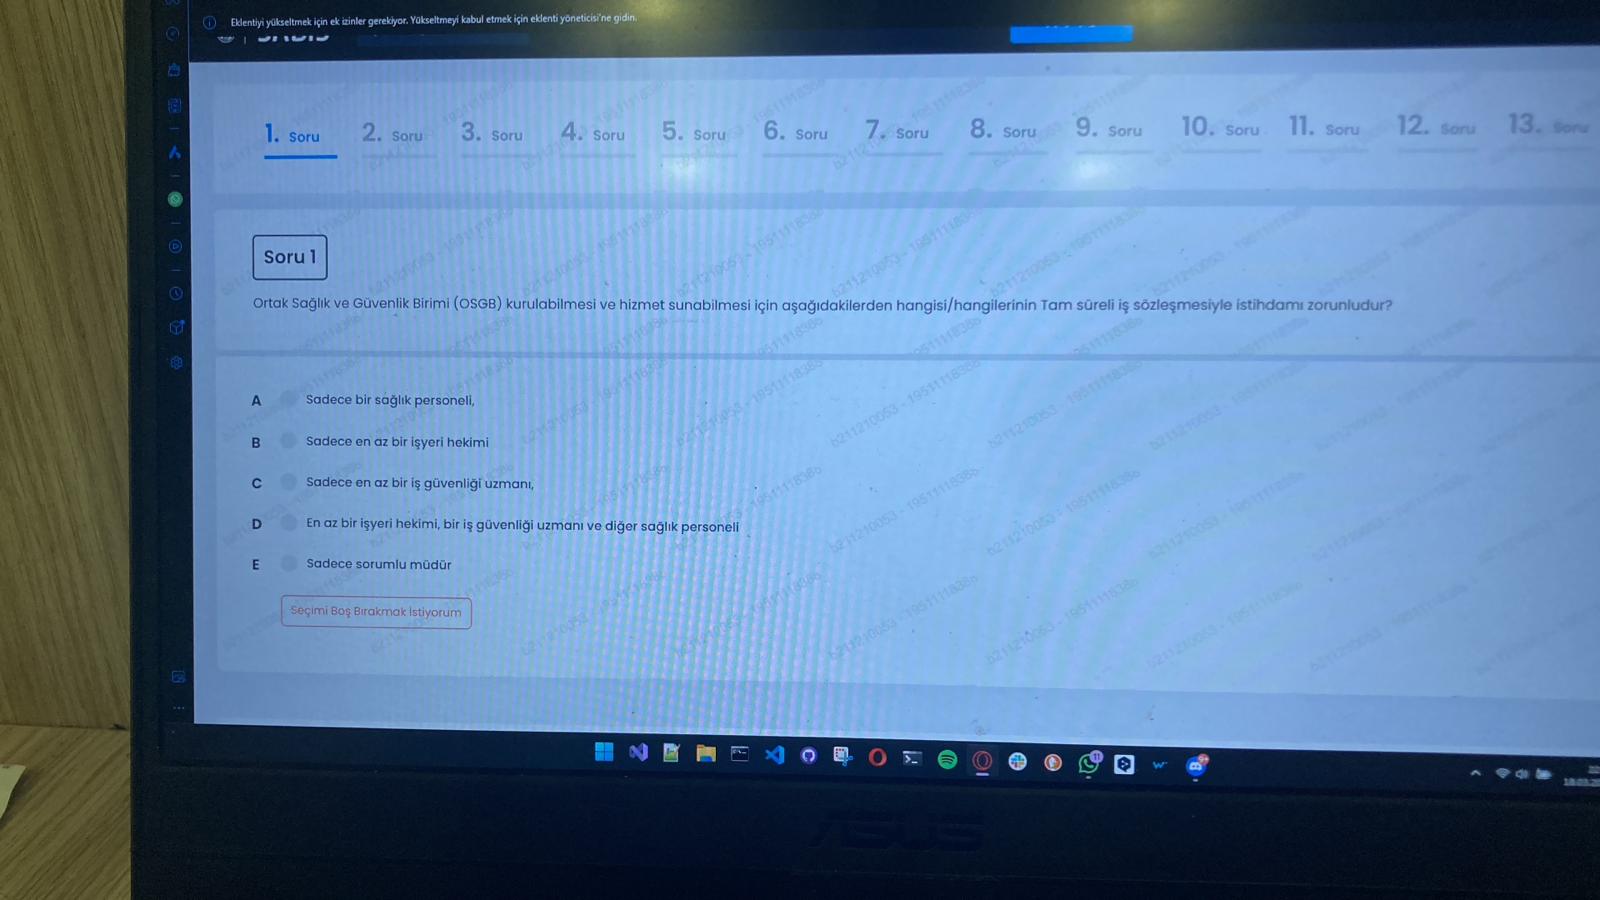 Eklentiyi yükseltmek için ek izinler gerekiyor. Yükseltmeyi kabul etmek için eklenti yöneticisi'ne gidin.
1. Soru 2. Soru 3. Soru 4. Soru 5. Soru 6. Soru 7. Soru 8. Soru 9. Soru 10. Soru 11. Soru 12. Soru 13. Soru
Soru 1
Ortak Sağlık ve Güvenlik Birimi (OSGB) kurulabilmesi ve hizmet sunabilmesi için aşağıdakilerden hangisi/hangilerinin Tam süreli iş sözleşmesiyle istihdamı zorunludur?
A Sadece bir sağlık personeli,
B Sadece en az bir işyeri hekimi
C Sadece en az bir iş güvenliği uzmanı,
D En az bir işyeri hekimi, bir iş güvenliği uzmanı ve diğer sağlık personeli
E Sadece sorumlu müdür
Seçimi Boş Bırakmak İstiyorum
ASUS